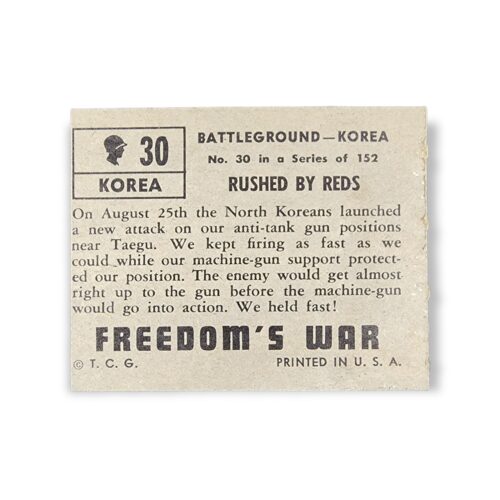 30
KOREA
BATTLEGROUND—KOREA
No. 30 in a Series of 152
RUSHED BY REDS
On August 25th the North Koreans launched
a new attack on our anti-tank gun positions
near Taegu. We kept firing as fast as we
could while our machine-gun support protect-
ed our position. The enemy would get almost
right up to the gun before the machine-gun
would go into action. We held fast!
FREEDOM'S WAR
© T. C. G.
PRINTED IN U. S. A.